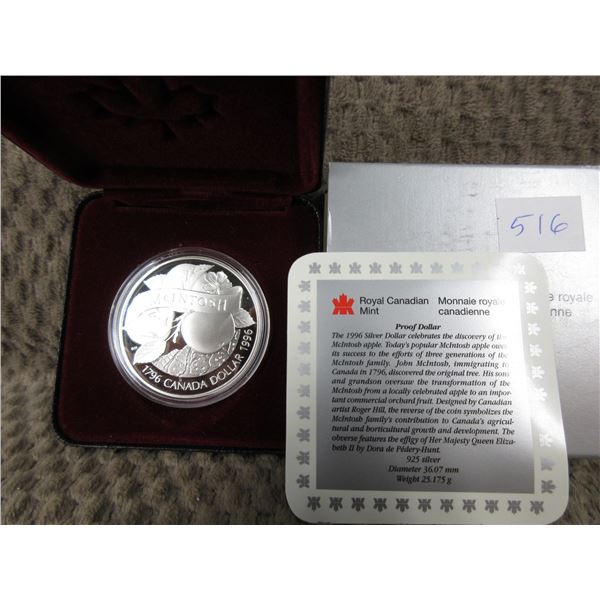 McINTOSH
1796 CANADA DOLLAR 1996
516
Royal Canadian Mint
Monnaie royale canadienne
e royale
enne
Proof Dollar
The 1996 Silver Dollar celebrates the discovery of the
McIntosh apple. Today's popular McIntosh apple owes
its success to the efforts of three generations of the
McIntosh family. John McIntosh, immigrating to
Canada in 1796, discovered the original tree. His sons
and grandson oversaw the transformation of the
McIntosh from a locally celebrated apple to an impor-
tant commercial orchard fruit. Designed by Canadian
artist Roger Hill, the reverse of the coin symbolizes the
McIntosh family's contribution to Canada's agricul-
tural and horticultural growth and development. The
obverse features the effigy of Her Majesty Queen Eliza-
beth II by Dora de Pédery-Hunt.
925 silver
Diameter 36.07 mm
Weight 25.175 g